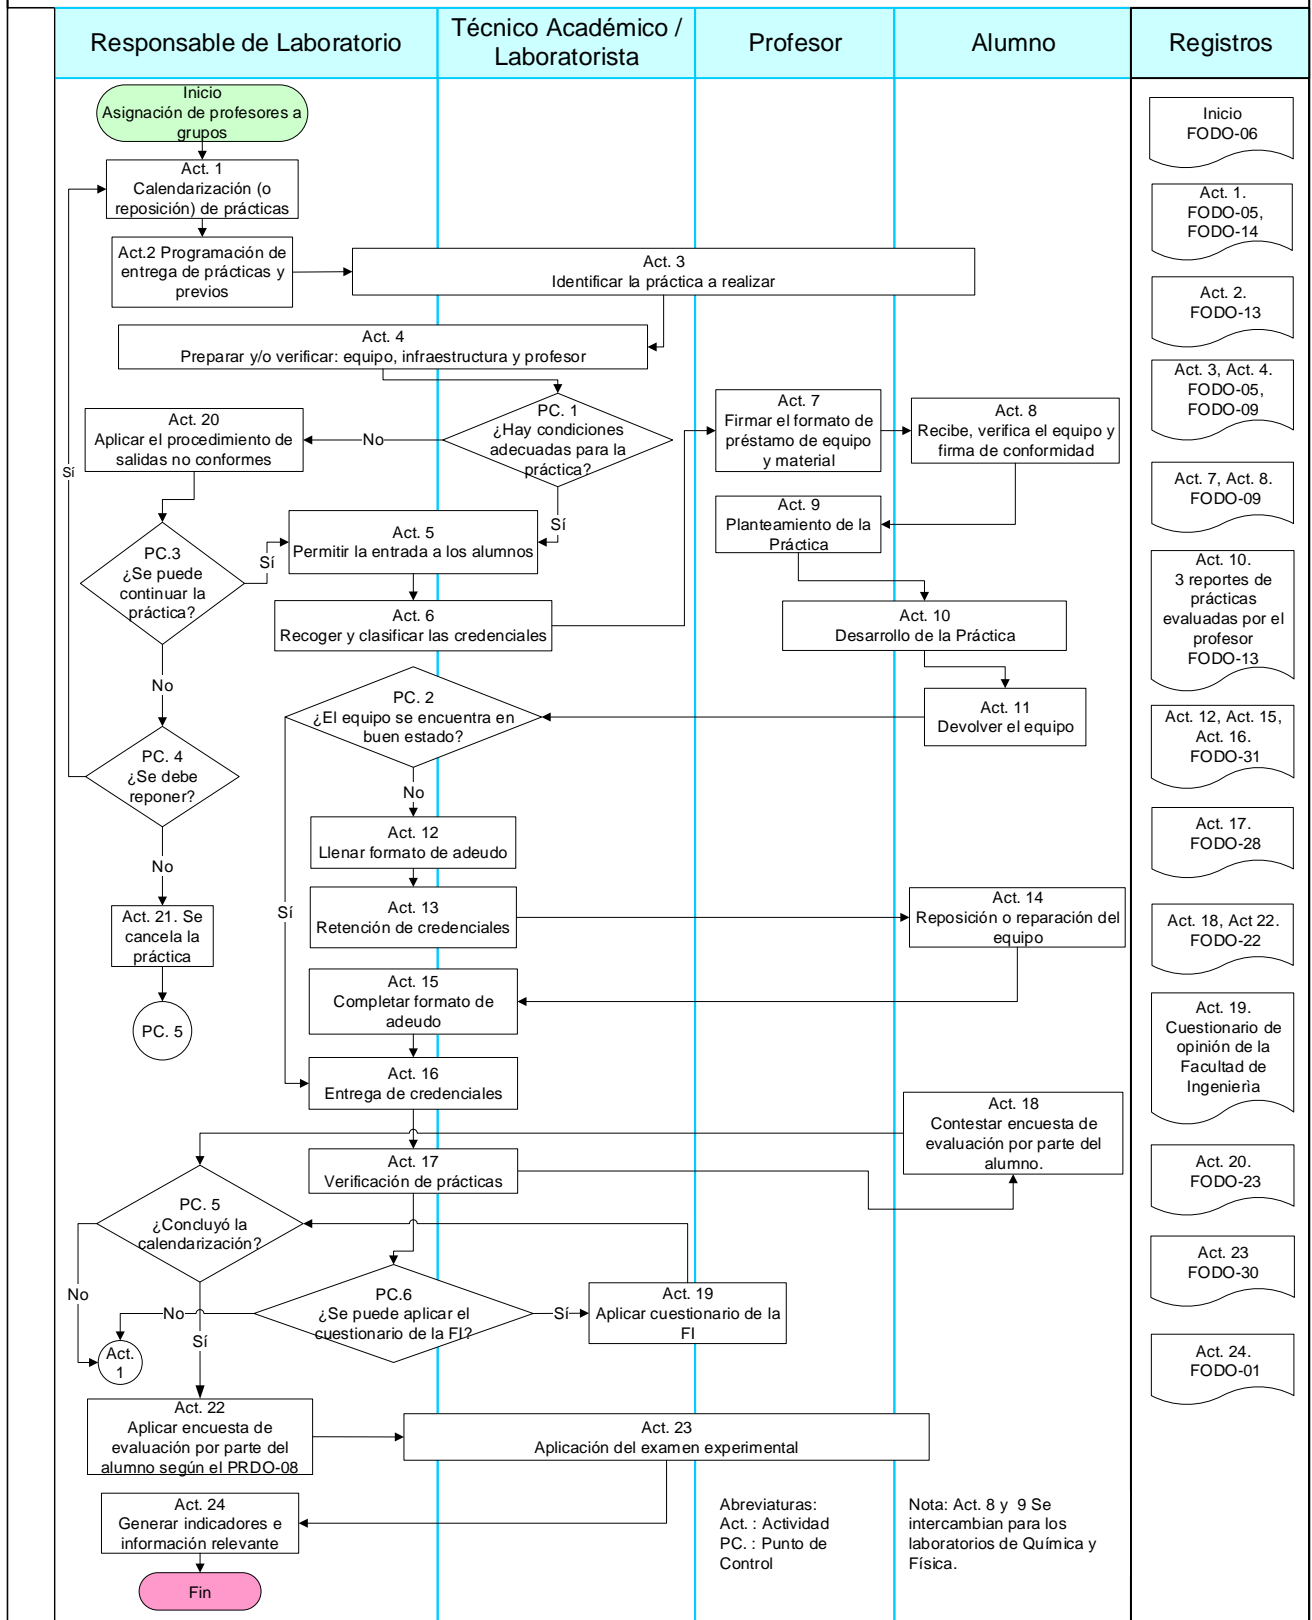 Responsable de Laboratorio
Técnico Académico /
Laboratorista
Profesor
Alumno
Registros
Inicio
Asignación de profesores a
grupos
Act. 1
Calendarización (o
reposición) de prácticas
Act.2 Programación de
entrega de prácticas y
previos
Act. 3
Identificar la práctica a realizar
Act. 4
Preparar y/o verificar: equipo, infraestructura y profesor
PC. 1
¿Hay condiciones
adecuadas para la
práctica?
No
Sí
Act. 20
Aplicar el procedimiento de
salidas no conformes
Sí
Act. 7
Firmar el formato de
préstamo de equipo
y material
Act. 8
Recibe, verifica el equipo y
firma de conformidad
Act. 9
Planteamiento de la
Práctica
PC.3
¿Se puede
continuar la
práctica?
Sí
Act. 5
Permitir la entrada a los alumnos
Act. 6
Recoger y clasificar las credenciales
Act. 10
Desarrollo de la Práctica
No
PC. 2
¿El equipo se encuentra en
buen estado?
Act. 11
Devolver el equipo
PC. 4
¿Se debe
reponer?
No
Act. 12
Llenar formato de adeudo
No
Sí
Act. 13
Retención de credenciales
Act. 14
Reposición o reparación del
equipo
Act. 21. Se
cancela la
práctica
PC. 5
Act. 15
Completar formato de
adeudo
Act. 16
Entrega de credenciales
Act. 18
Contestar encuesta de
evaluación por parte del
alumno.
Act. 17
Verificación de prácticas
PC. 5
¿Concluyó la
calendarización?
No
Sí
PC.6
¿Se puede aplicar el
cuestionario de la FI?
No
Sí
Act. 19
Aplicar cuestionario de la
FI
Act.
1
Act. 22
Aplicar encuesta de
evaluación por parte del
alumno según el PRDO-08
Act. 23
Aplicación del examen experimental
Act. 24
Generar indicadores e
información relevante
Fin
Abreviaturas:
Act. : Actividad
PC. : Punto de
Control
Nota: Act. 8 y  9 Se
intercambian para los
laboratorios de Química y
Física.
Inicio
FODO-06
Act. 1.
FODO-05,
FODO-14
Act. 2.
FODO-13
Act. 3, Act. 4.
FODO-05,
FODO-09
Act. 7, Act. 8.
FODO-09
Act. 10.
3 reportes de
prácticas
evaluadas por el
profesor
FODO-13
Act. 12, Act. 15,
Act. 16.
FODO-31
Act. 17.
FODO-28
Act. 18, Act 22.
FODO-22
Act. 19.
Cuestionario de
opinión de la
Facultad de
Ingenierìa
Act. 20.
FODO-23
Act. 23
FODO-30
Act. 24.
FODO-01